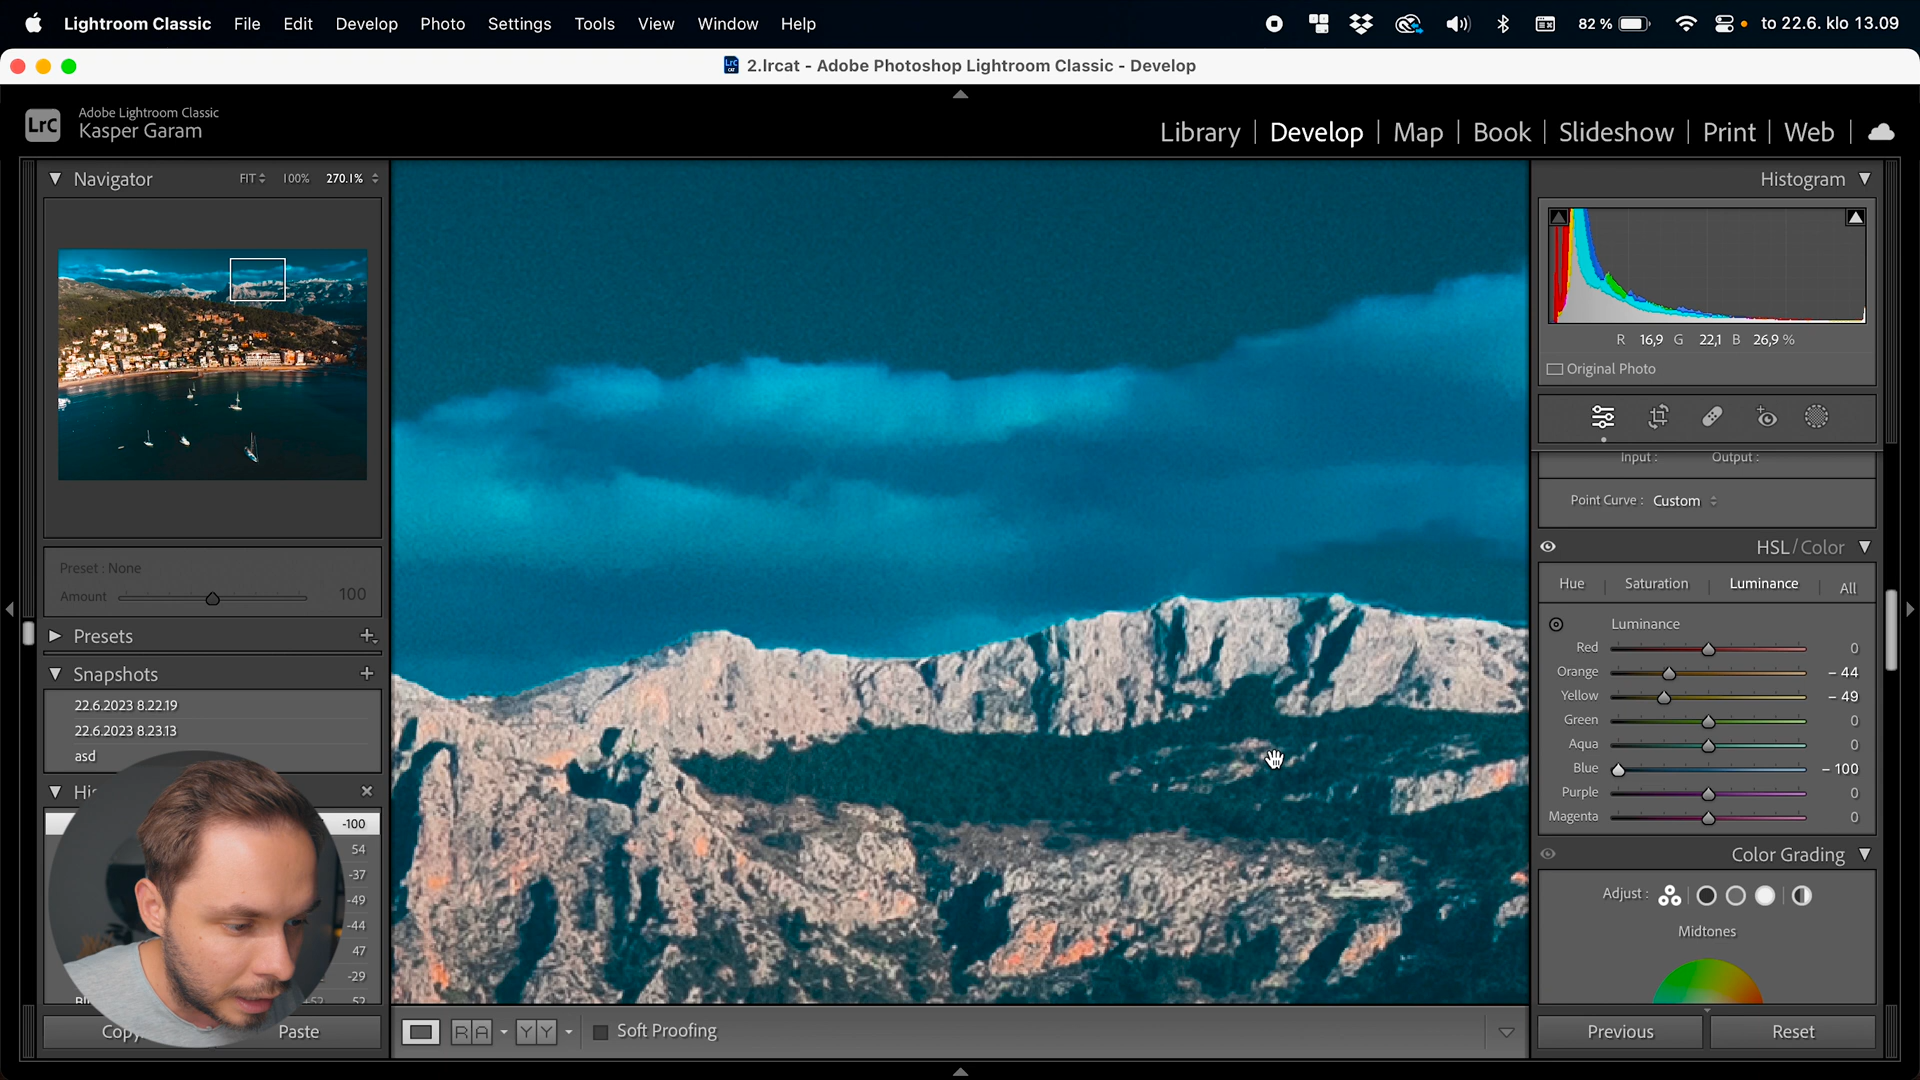 Lightroom Classic File Edit Develop Photo Settings Tools View Window Help 82 % to 22.6. klo 13.09
2.lrcat - Adobe Photoshop Lightroom Classic - Develop
LrC Adobe Lightroom Classic
Kasper Garam
Library | Develop | Map | Book | Slideshow | Print | Web
Navigator FIT 100% 270.1%
Preset : None
Amount 100
Presets
Snapshots
22.6.2023 8.22.19
22.6.2023 8.23.13
asd
-100
54
-37
-49
-44
47
-29
52
Paste
R A Y Y Soft Proofing
Histogram
R 16,9 G 22,1 B 26,9 %
Original Photo
Input : Output :
Point Curve : Custom
HSL / Color
Hue | Saturation | Luminance | All
Luminance
Red 0
Orange - 44
Yellow - 49
Green 0
Aqua 0
Blue - 100
Purple 0
Magenta 0
Color Grading
Adjust :
Midtones
Previous Reset